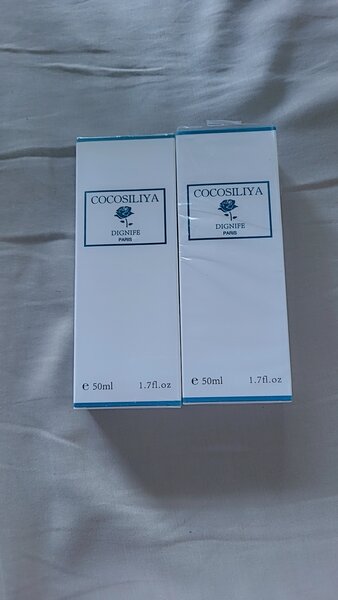 COCOSILIYA
DIGNIFE
PARIS
e 50ml 1.7fl.oz
COCOSILIYA
DIGNIFE
PARIS
e 50ml 1.7fl.oz